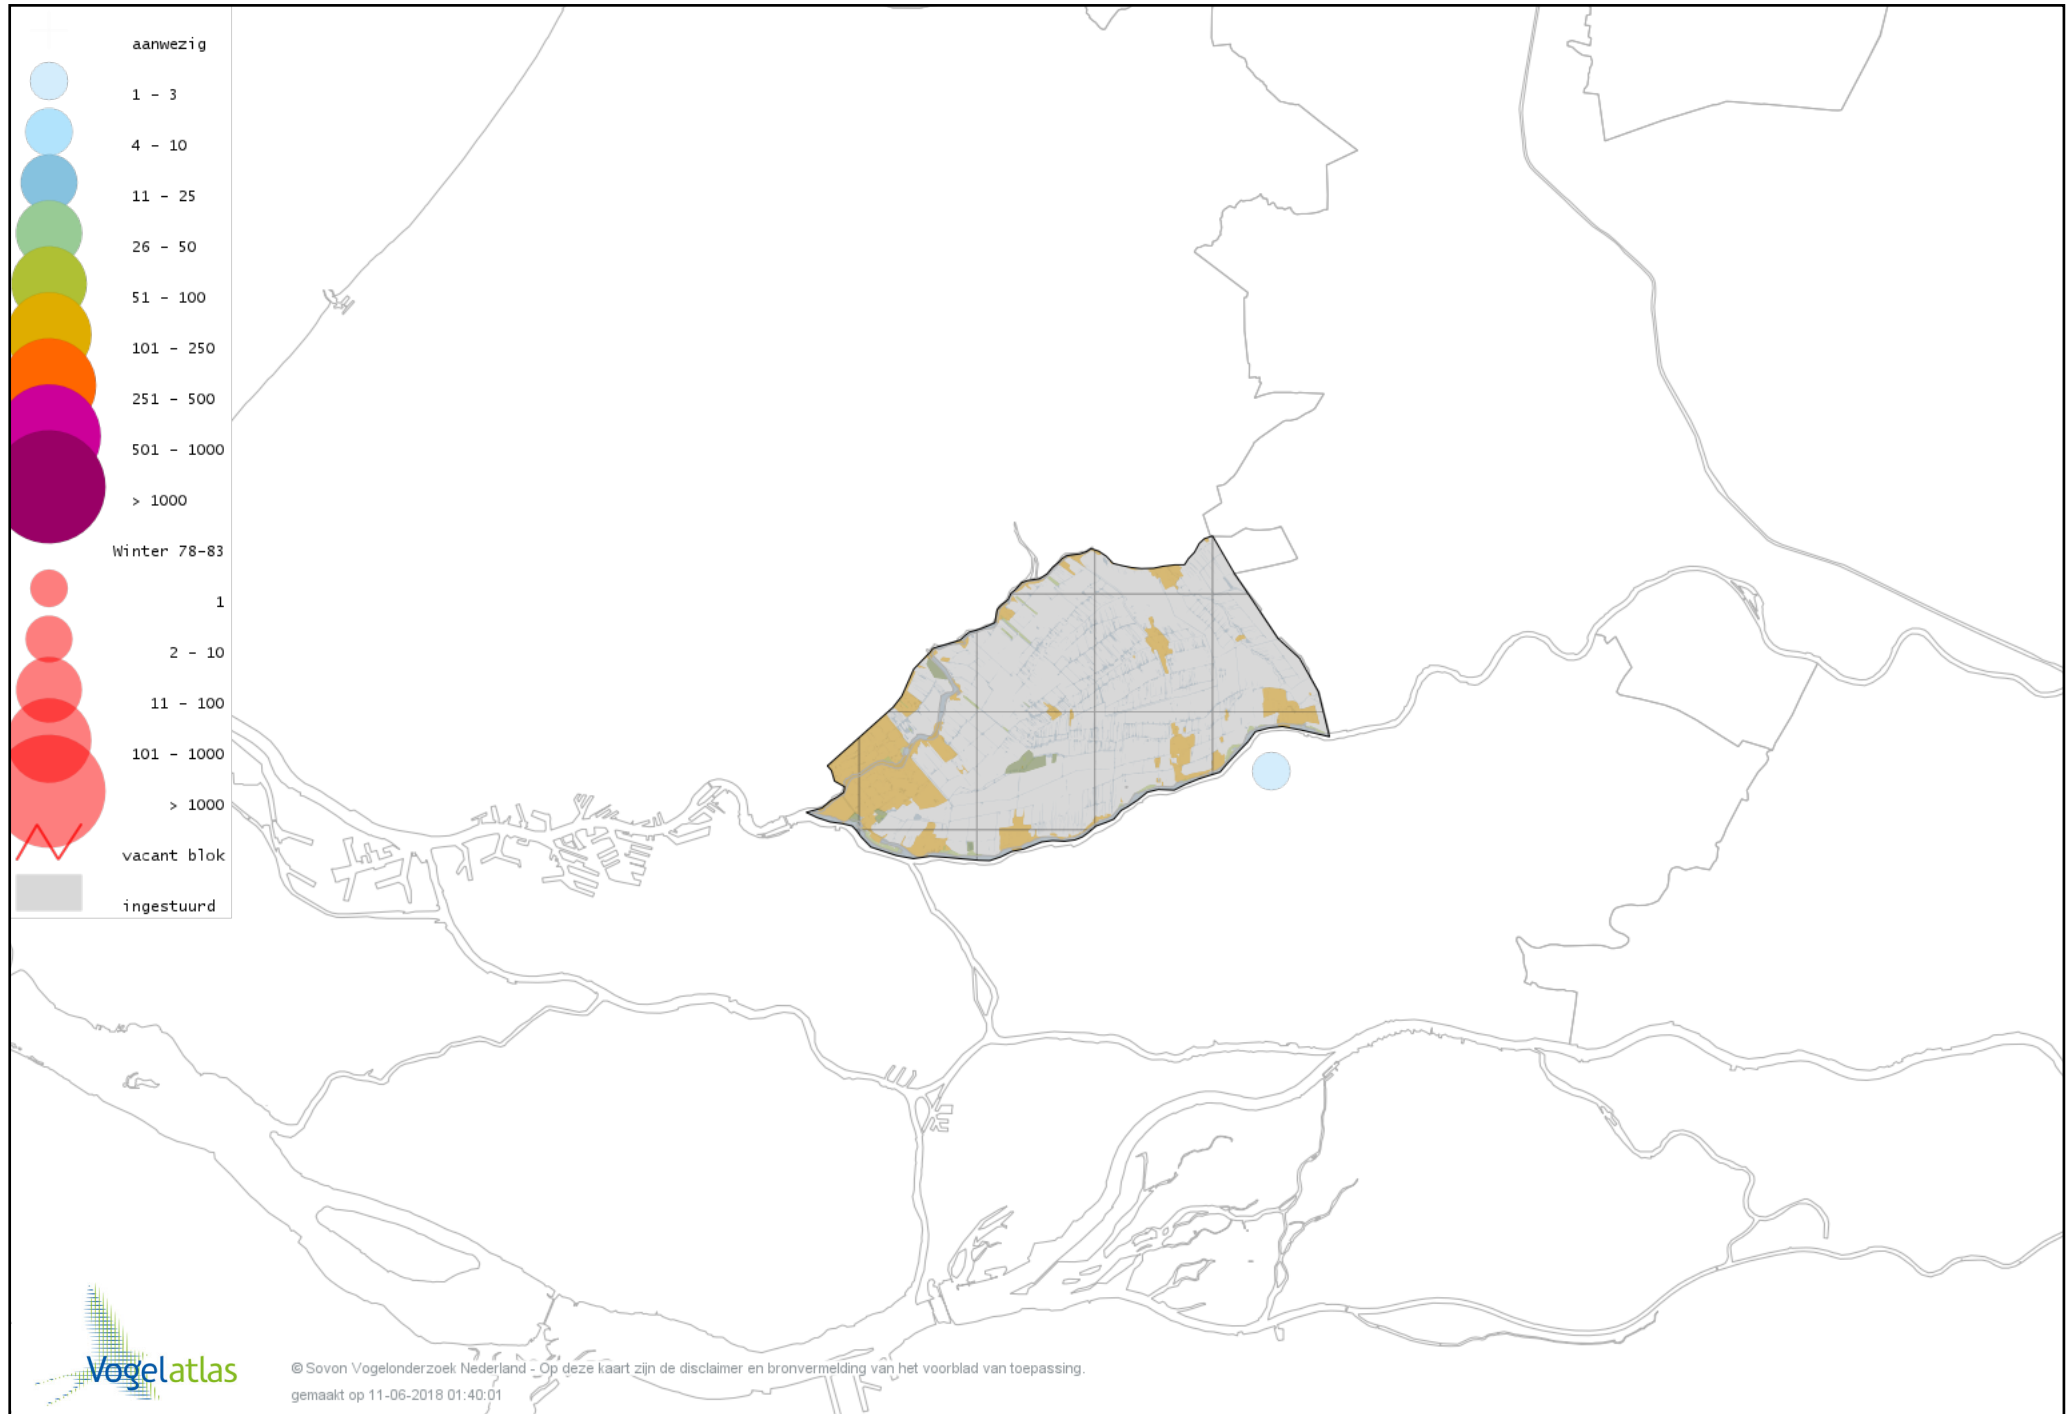 aanwezig
1 - 3
4 - 10
11 - 25
26 - 50
51 - 100
101 - 250
251 - 500
501 - 1000
> 1000
Winter 78-83
1
2 - 10
11 - 100
101 - 1000
> 1000
vacant blok
ingestuurd
Vogelatlas
© Sovon Vogelonderzoek Nederland - Op deze kaart zijn de disclaimer en bronvermelding van het voorblad van toepassing.
gemaakt op 11-06-2018 01:40:01